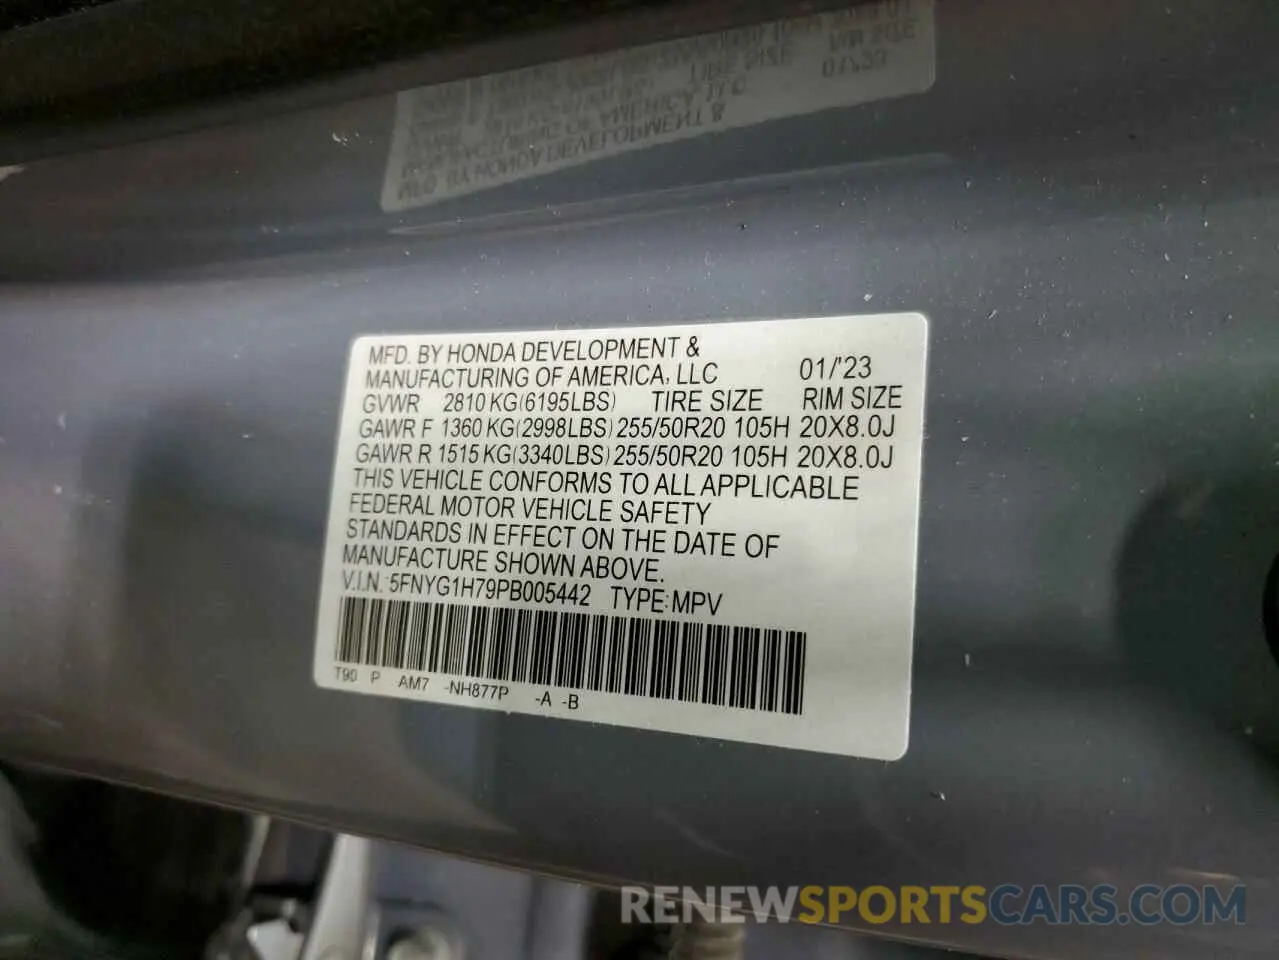 MFD. BY HONDA DEVELOPMENT &
MANUFACTURING OF AMERICA, LLC 01/'23
GVWR 2810 KG(6195LBS) TIRE SIZE RIM SIZE
GAWR F 1360 KG(2998LBS) 255/50R20 105H 20X8.0J
GAWR R 1515 KG(3340LBS) 255/50R20 105H 20X8.0J
THIS VEHICLE CONFORMS TO ALL APPLICABLE
FEDERAL MOTOR VEHICLE SAFETY
STANDARDS IN EFFECT ON THE DATE OF
MANUFACTURE SHOWN ABOVE.
V.I.N.: 5FNYG1H79PB005442 TYPE:MPV
T90 P AM7 -NH877P -A -B
RENEWSPORTSCARS.COM